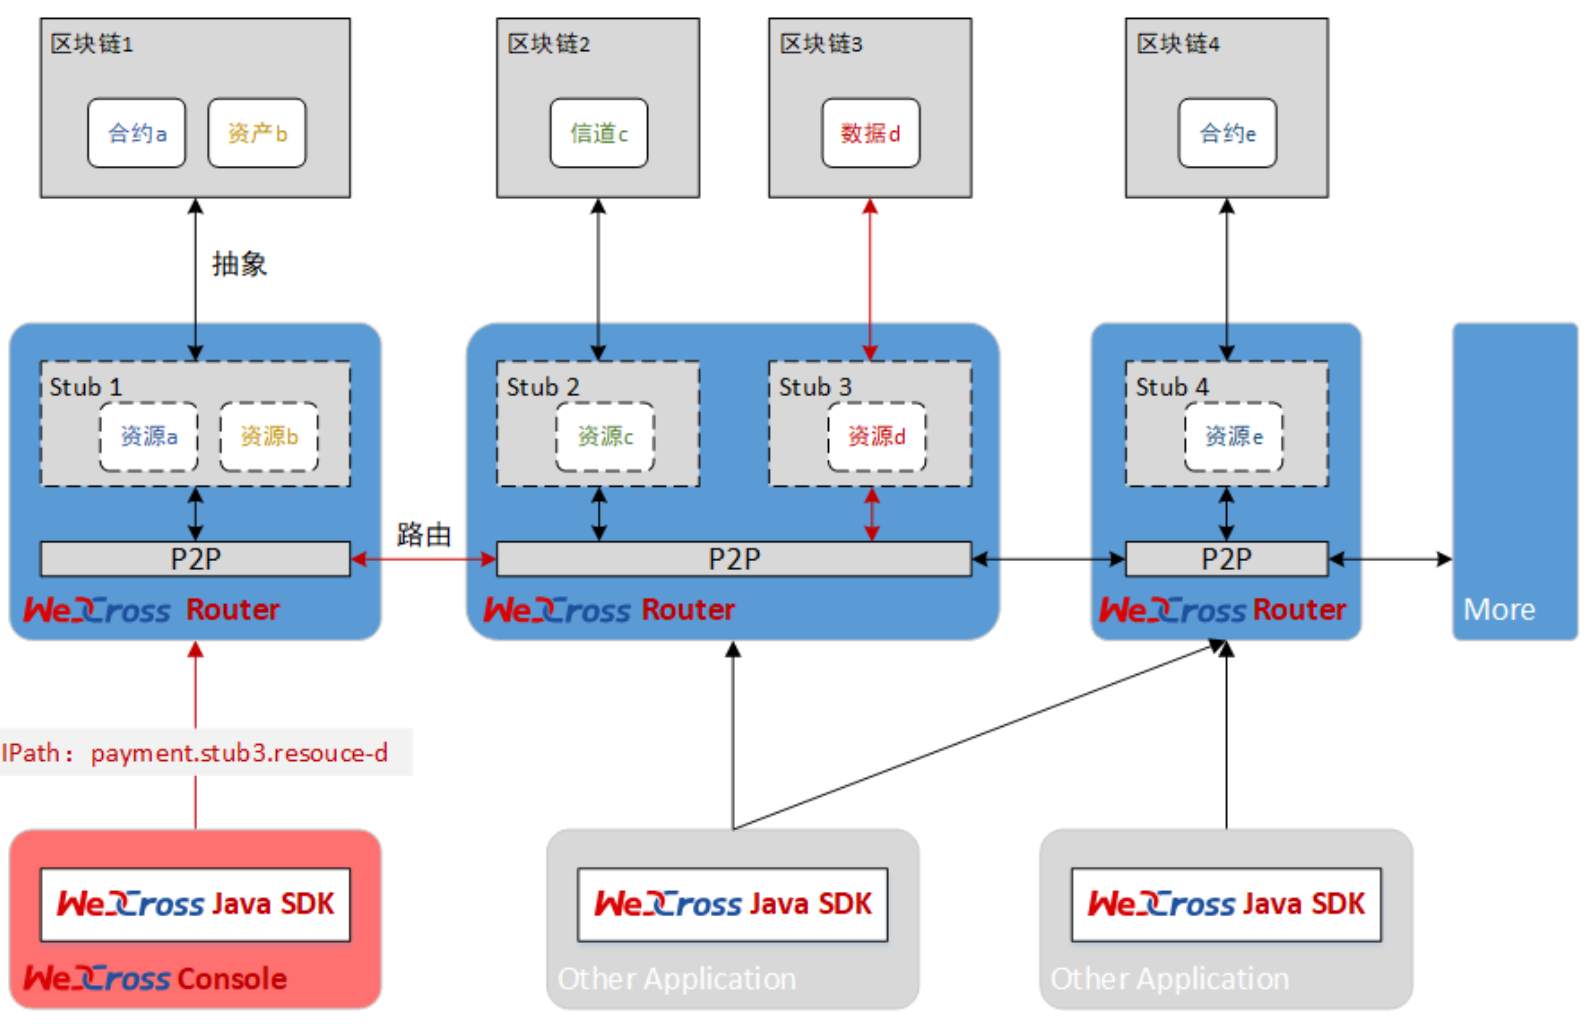 区块链1
区块链2
区块链3
区块链4
合约a
资产b
信道c
数据d
合约e
抽象
Stub 1
Stub 2
Stub 3
Stub 4
资源a
资源b
资源c
资源d
资源e
路由
P2P
P2P
P2P
WeCross Router
WeCross Router
WeCross Router
More
IPath：payment.stub3.resouce-d
WeCross Java SDK
WeCross Java SDK
WeCross Java SDK
WeCross Console
Other Application
Other Application